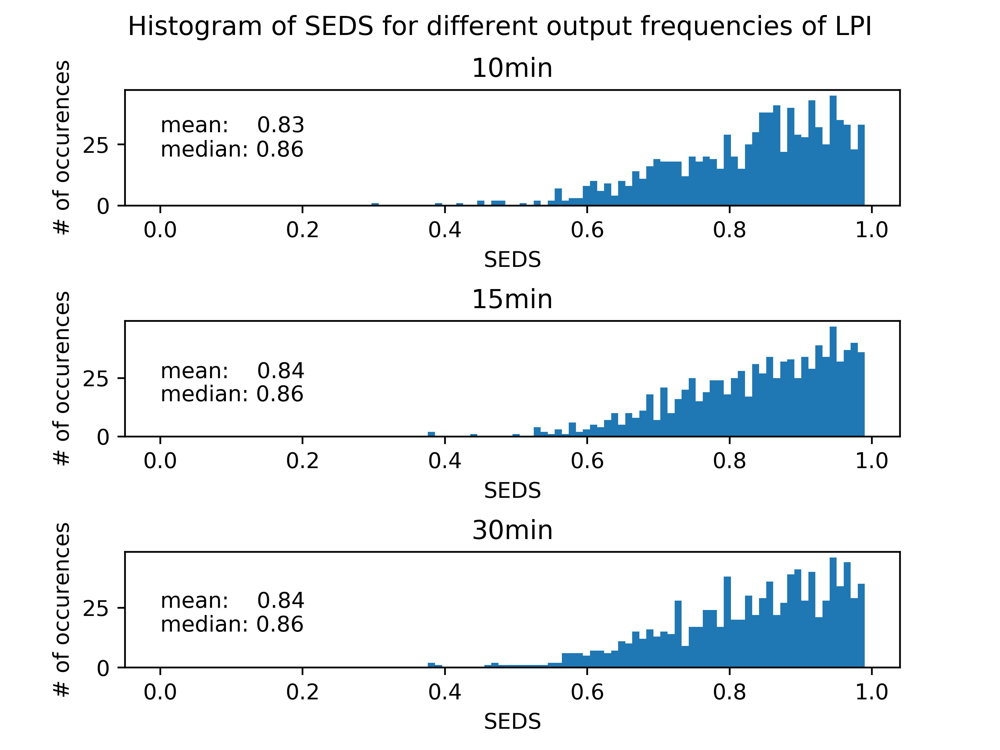 Histogram of SEDS for different output frequencies of LPI
10min
# of occurences
mean: 0.83
median: 0.86
25
0
0.0 0.2 0.4 0.6 0.8 1.0
SEDS
15min
# of occurences
mean: 0.84
median: 0.86
25
0
0.0 0.2 0.4 0.6 0.8 1.0
SEDS
30min
# of occurences
mean: 0.84
median: 0.86
25
0
0.0 0.2 0.4 0.6 0.8 1.0
SEDS